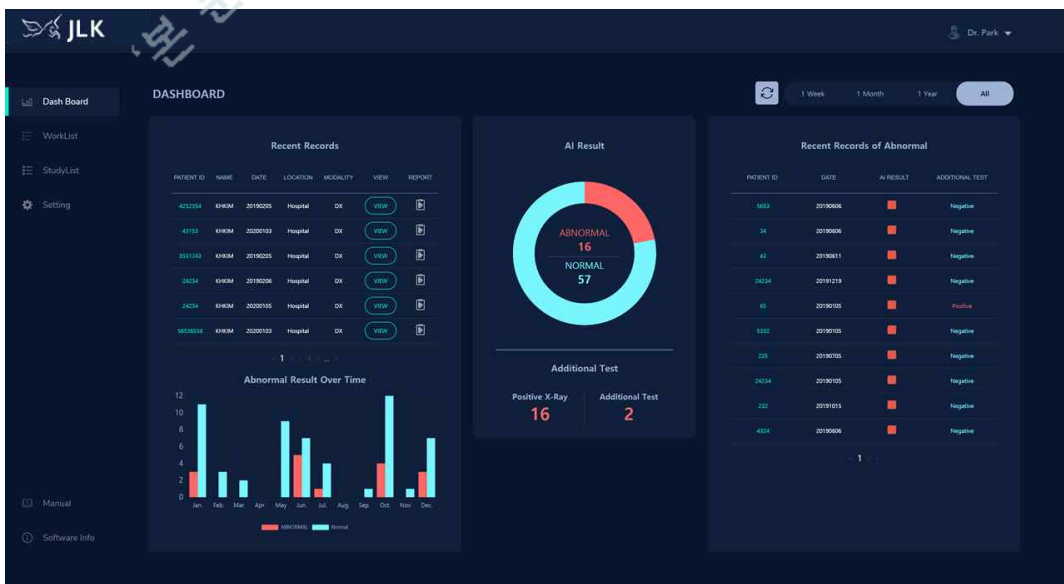 JLK
Dr. Park
Dash Board
WorkList
StudyList
Setting
Manual
Software Info
DASHBOARD
1 Week 1 Month 1 Year All
Recent Records
PATIENT ID NAME DATE LOCATION MODALITY VIEW REPORT
4252354 KHKIM 20190205 Hospital DX VIEW
43153 KHKIM 20200103 Hospital DX VIEW
3531243 KHKIM 20190205 Hospital DX VIEW
24234 KHKIM 20190206 Hospital DX VIEW
24234 KHKIM 20200105 Hospital DX VIEW
KHKIM 20200103 Hospital DX VIEW
1 2 3 4 5 ...
Abnormal Result Over Time
12
10
8
6
4
2
0
Jan. Feb. Mar. Apr. May Jun. Jul. Aug. Sep. Oct. Nov. Dec.
ABNORMAL Normal
AI Result
ABNORMAL
16
NORMAL
57
Additional Test
Positive X-Ray Additional Test
16 2
Recent Records of Abnormal
PATIENT ID DATE AI RESULT ADDITIONAL TEST
5653 20190606 Negative
34 20190606 Negative
43 20190611 Negative
24234 20191219 Negative
65 20190105 Positive
5332 20190105 Negative
235 20190705 Negative
24234 20190105 Negative
232 20191015 Negative
4324 20190606 Negative
1